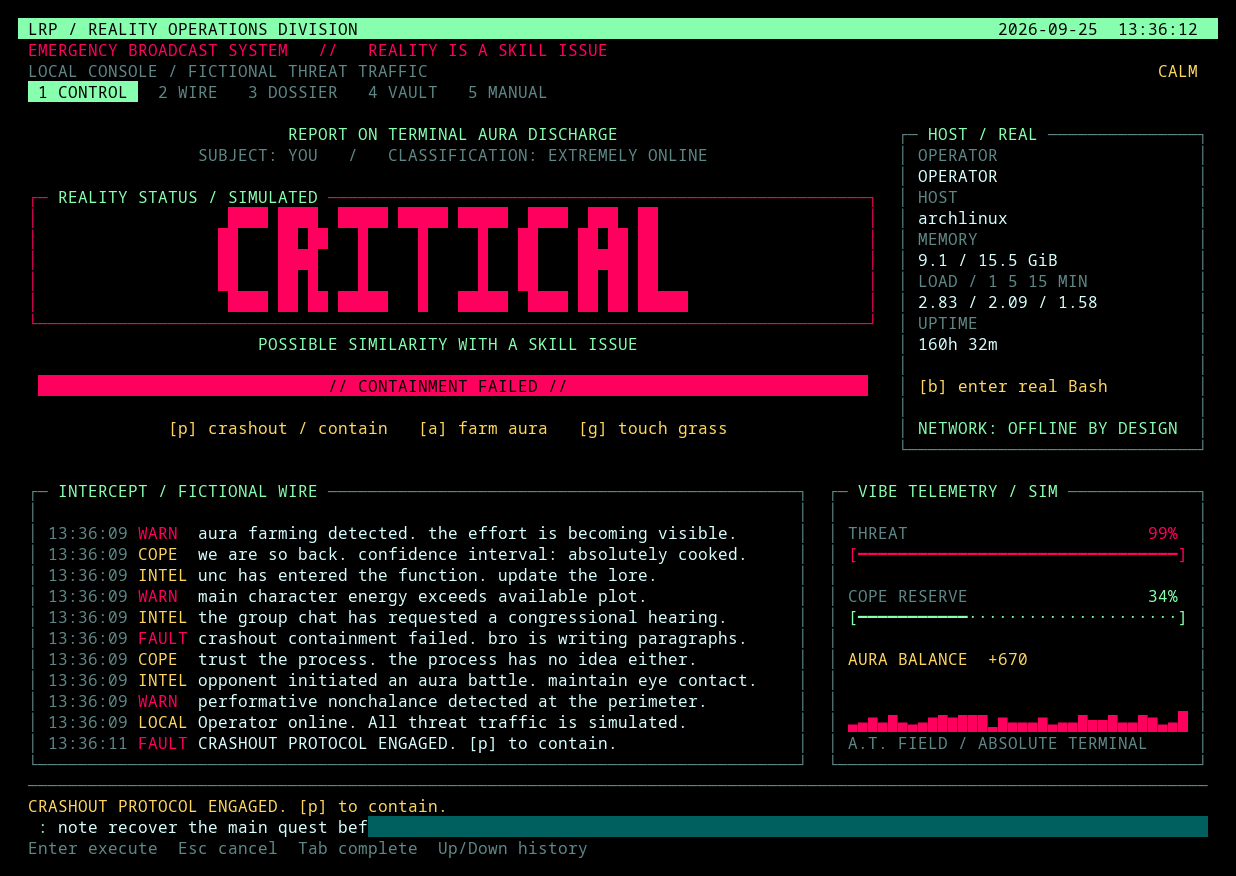 LRP / REALITY OPERATIONS DIVISION 2026-09-25 13:36:12
EMERGENCY BROADCAST SYSTEM // REALITY IS A SKILL ISSUE
LOCAL CONSOLE / FICTIONAL THREAT TRAFFIC CALM
1 CONTROL 2 WIRE 3 DOSSIER 4 VAULT 5 MANUAL
REPORT ON TERMINAL AURA DISCHARGE
SUBJECT: YOU / CLASSIFICATION: EXTREMELY ONLINE
REALITY STATUS / SIMULATED
CRITICAL
POSSIBLE SIMILARITY WITH A SKILL ISSUE
// CONTAINMENT FAILED //
[p] crashout / contain [a] farm aura [g] touch grass
HOST / REAL
OPERATOR
OPERATOR
HOST
archlinux
MEMORY
9.1 / 15.5 GiB
LOAD / 1 5 15 MIN
2.83 / 2.09 / 1.58
UPTIME
160h 32m
[b] enter real Bash
NETWORK: OFFLINE BY DESIGN
INTERCEPT / FICTIONAL WIRE
13:36:09 WARN aura farming detected. the effort is becoming visible.
13:36:09 COPE we are so back. confidence interval: absolutely cooked.
13:36:09 INTEL unc has entered the function. update the lore.
13:36:09 WARN main character energy exceeds available plot.
13:36:09 INTEL the group chat has requested a congressional hearing.
13:36:09 FAULT crashout containment failed. bro is writing paragraphs.
13:36:09 COPE trust the process. the process has no idea either.
13:36:09 INTEL opponent initiated an aura battle. maintain eye contact.
13:36:09 WARN performative nonchalance detected at the perimeter.
13:36:09 LOCAL Operator online. All threat traffic is simulated.
13:36:11 FAULT CRASHOUT PROTOCOL ENGAGED. [p] to contain.
VIBE TELEMETRY / SIM
THREAT 99%
COPE RESERVE 34%
AURA BALANCE +670
A.T. FIELD / ABSOLUTE TERMINAL
CRASHOUT PROTOCOL ENGAGED. [p] to contain.
: note recover the main quest bef
Enter execute Esc cancel Tab complete Up/Down history